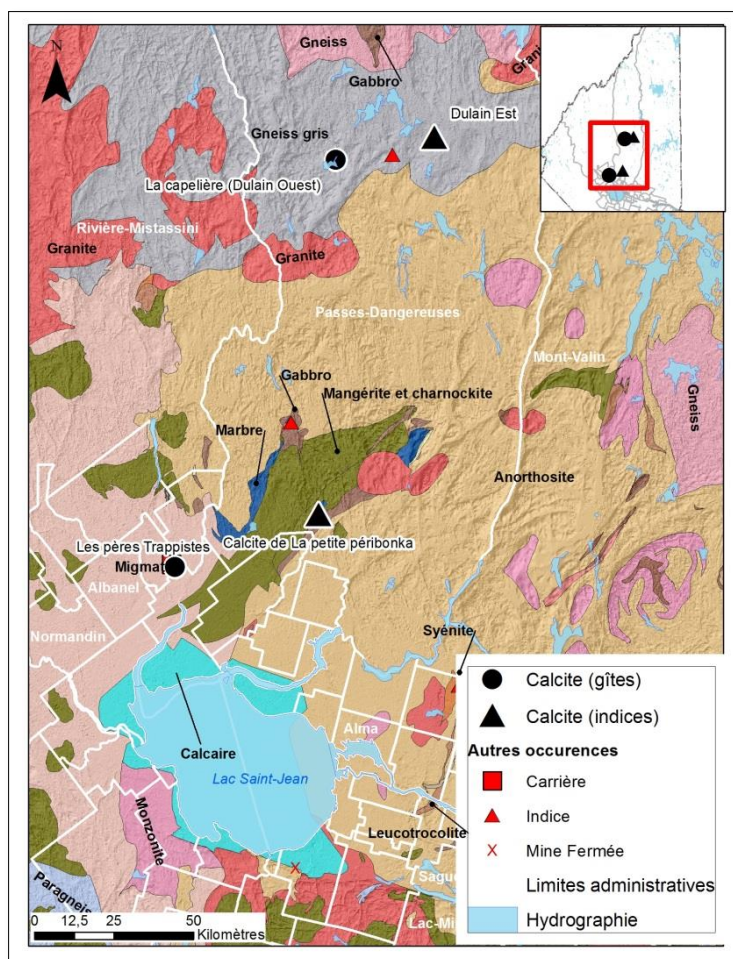 N
Gneiss
Gabbro
Dulain Est
Gneiss gris
La capelière (Dulain Ouest)
Rivière-Mistassini
Granite
Granite
Passes-Dangereuses
Mont-Valin
Gabbro
Mangérite et charnockite
Marbre
Gneiss
Anorthosite
Les pères Trappistes
Calcite de La petite péribonka
Migmat
Albanel
Normandin
Syénite
Calcaire
Alma
Lac Saint-Jean
Monzonite
Leucotrocolite
Paragneis
Sague
Lac-Mi
0 12,5 25 50
Kilomètres
Calcite (gîtes)
Calcite (indices)
Autres occurences
Carrière
Indice
Mine Fermée
Limites administratives
Hydrographie